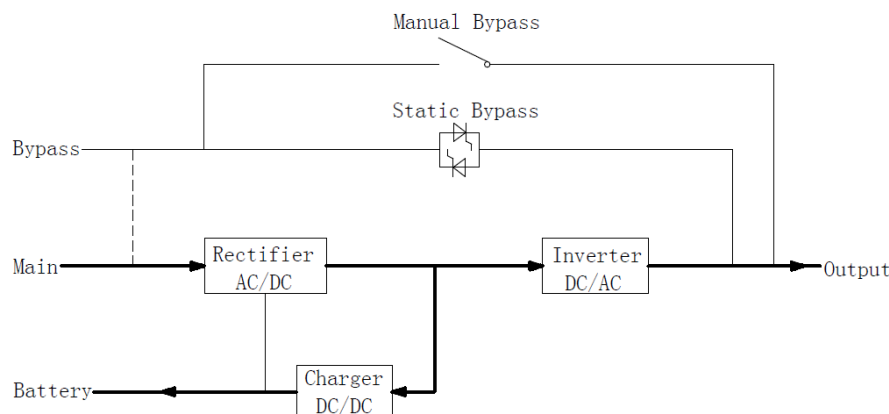 Manual Bypass
Static Bypass
Bypass
Main
Rectifier
AC/DC
Inverter
DC/AC
Output
Battery
Charger
DC/DC